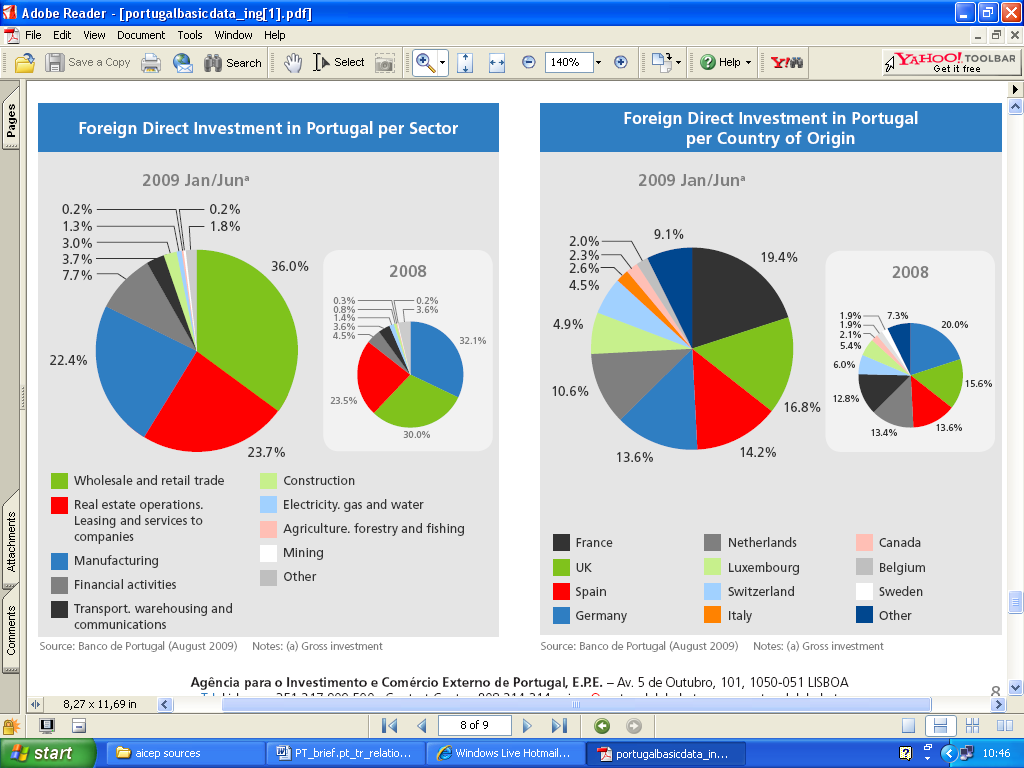 Adobe Reader - [portugalbasicdata_ing[1].pdf]
File Edit View Document Tools Window Help
Save a Copy Search Select 140% Help Y! YAHOO! TOOLBAR
Get it free
Pages
Attachments
Comments
Foreign Direct Investment in Portugal per Sector
2009 Jan/Junª
0.2% 0.2%
1.3% 1.8%
3.0%
3.7%
7.7%
36.0%
22.4%
23.7%
2008
0.3% 0.2%
0.8% 3.6%
1.4%
3.6%
4.5%
32.1%
23.5%
30.0%
Wholesale and retail trade
Real estate operations.
Leasing and services to
companies
Manufacturing
Financial activities
Transport. warehousing and
communications
Construction
Electricity. gas and water
Agriculture. forestry and fishing
Mining
Other
Source: Banco de Portugal (August 2009) Notes: (a) Gross investment
Foreign Direct Investment in Portugal
per Country of Origin
2009 Jan/Junª
9.1%
2.0%
2.3%
2.6%
4.5%
19.4%
4.9%
10.6%
16.8%
13.6%
14.2%
2008
1.9% 7.3%
1.9%
2.1%
5.4%
20.0%
6.0%
15.6%
12.8%
13.6%
13.4%
France
UK
Spain
Germany
Netherlands
Luxembourg
Switzerland
Italy
Canada
Belgium
Sweden
Other
Source: Banco de Portugal (August 2009) Notes: (a) Gross investment
Agência para o Investimento e Comércio Externo de Portugal, E.P.E. – Av. 5 de Outubro, 101, 1050-051 LISBOA
8
8,27 x 11,69 in
8 of 9
start aicep sources PT_brief.pt_tr_relatio... Windows Live Hotmail... portugalbasicdata_in... 10:46